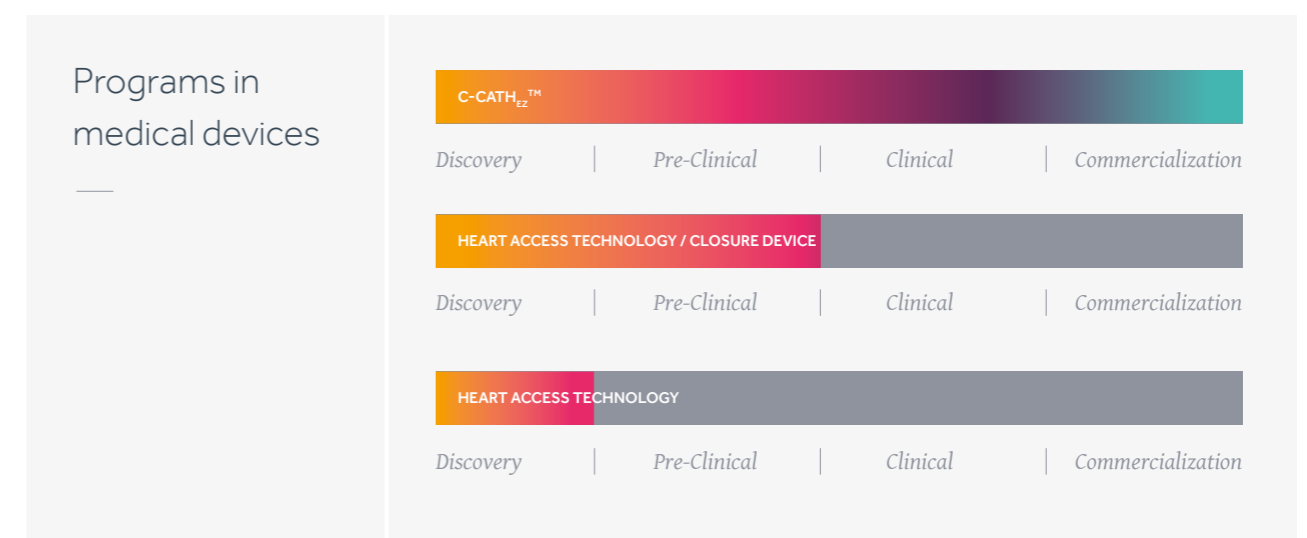 Programs in
medical devices
C-CATHEZ™
Discovery | Pre-Clinical | Clinical | Commercialization
HEART ACCESS TECHNOLOGY / CLOSURE DEVICE
Discovery | Pre-Clinical | Clinical | Commercialization
HEART ACCESS TECHNOLOGY
Discovery | Pre-Clinical | Clinical | Commercialization